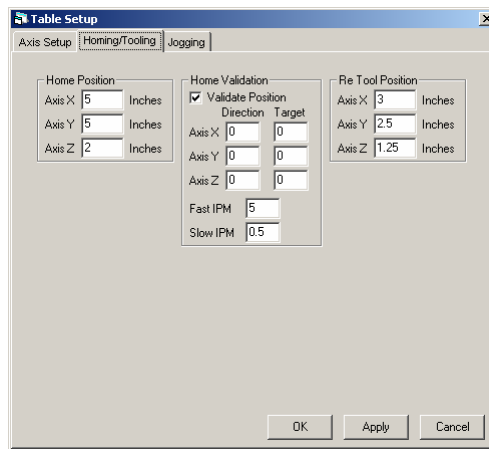 Table Setup
Axis Setup Homing/Tooling Jogging
Home Position
Axis X 5 Inches
Axis Y 5 Inches
Axis Z 2 Inches
Home Validation
Validate Position
Direction Target
Axis X 0 0
Axis Y 0 0
Axis Z 0 0
Fast IPM 5
Slow IPM 0.5
Re Tool Position
Axis X 3 Inches
Axis Y 2.5 Inches
Axis Z 1.25 Inches
OK Apply Cancel